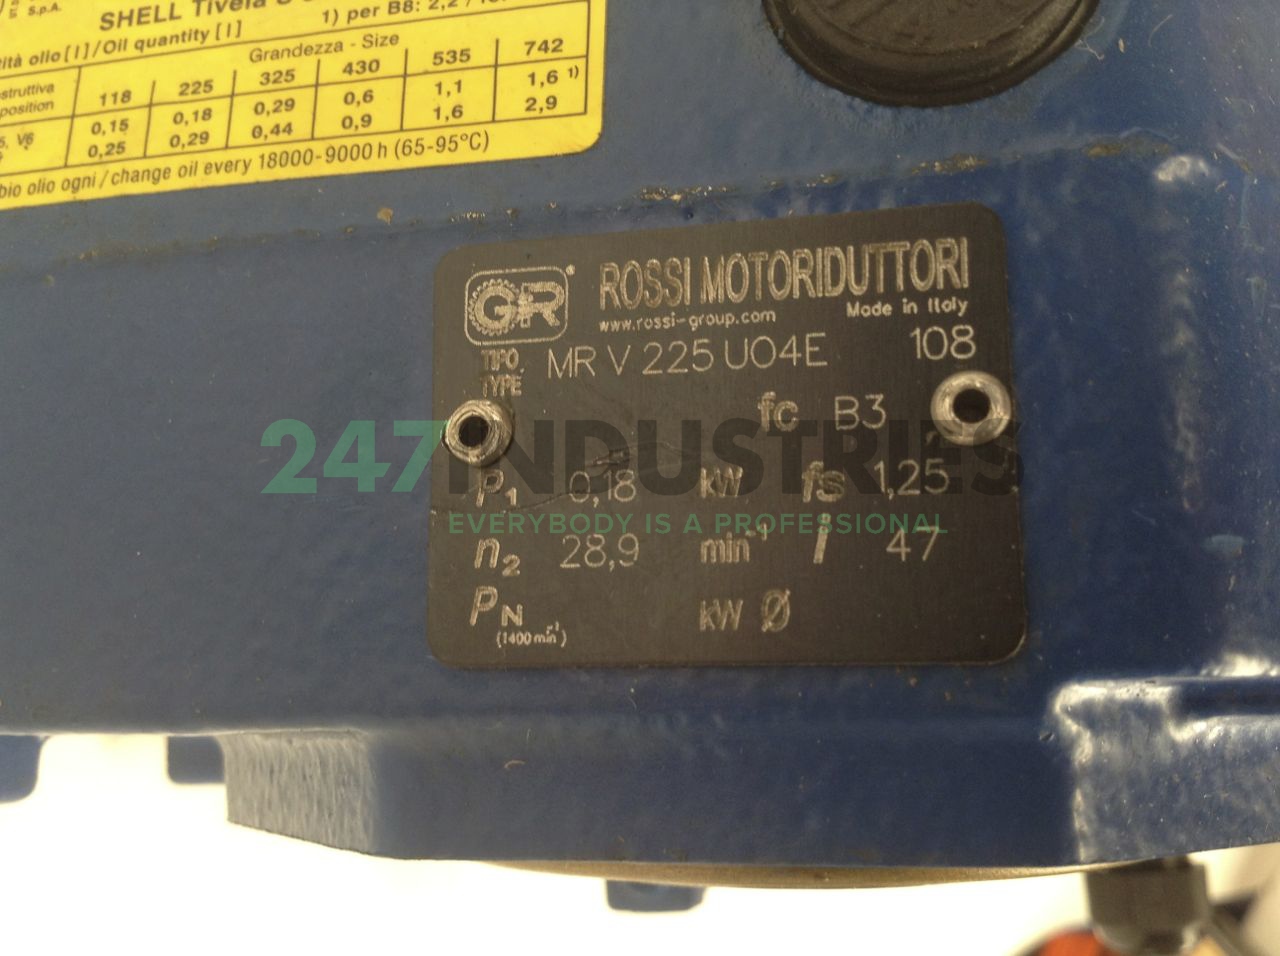 S.p.A.
SHELL Tivela S
1) per B8: 2,2
ità olio [ l ] / Oil quantity [ l ]
Grandezza - Size
struttiva position 118 225 325 430 535 742
5, V6 0,15 0,18 0,29 0,6 1,1 1,6 1)
0,25 0,29 0,44 0,9 1,6 2,9
bio olio ogni / change oil every 18000-9000 h (65-95°C)
GR ® ROSSI MOTORIDUTTORI
www.rossi-group.com Made in Italy
TIPO TYPE MR V 225 UO4E 108
fc B3
247INDUSTRIES
P1 0,18 kW fs 1,25
EVERYBODY IS A PROFESSIONAL
n2 28,9 min-1 i 47
PN (1400 min-1) kW Ø